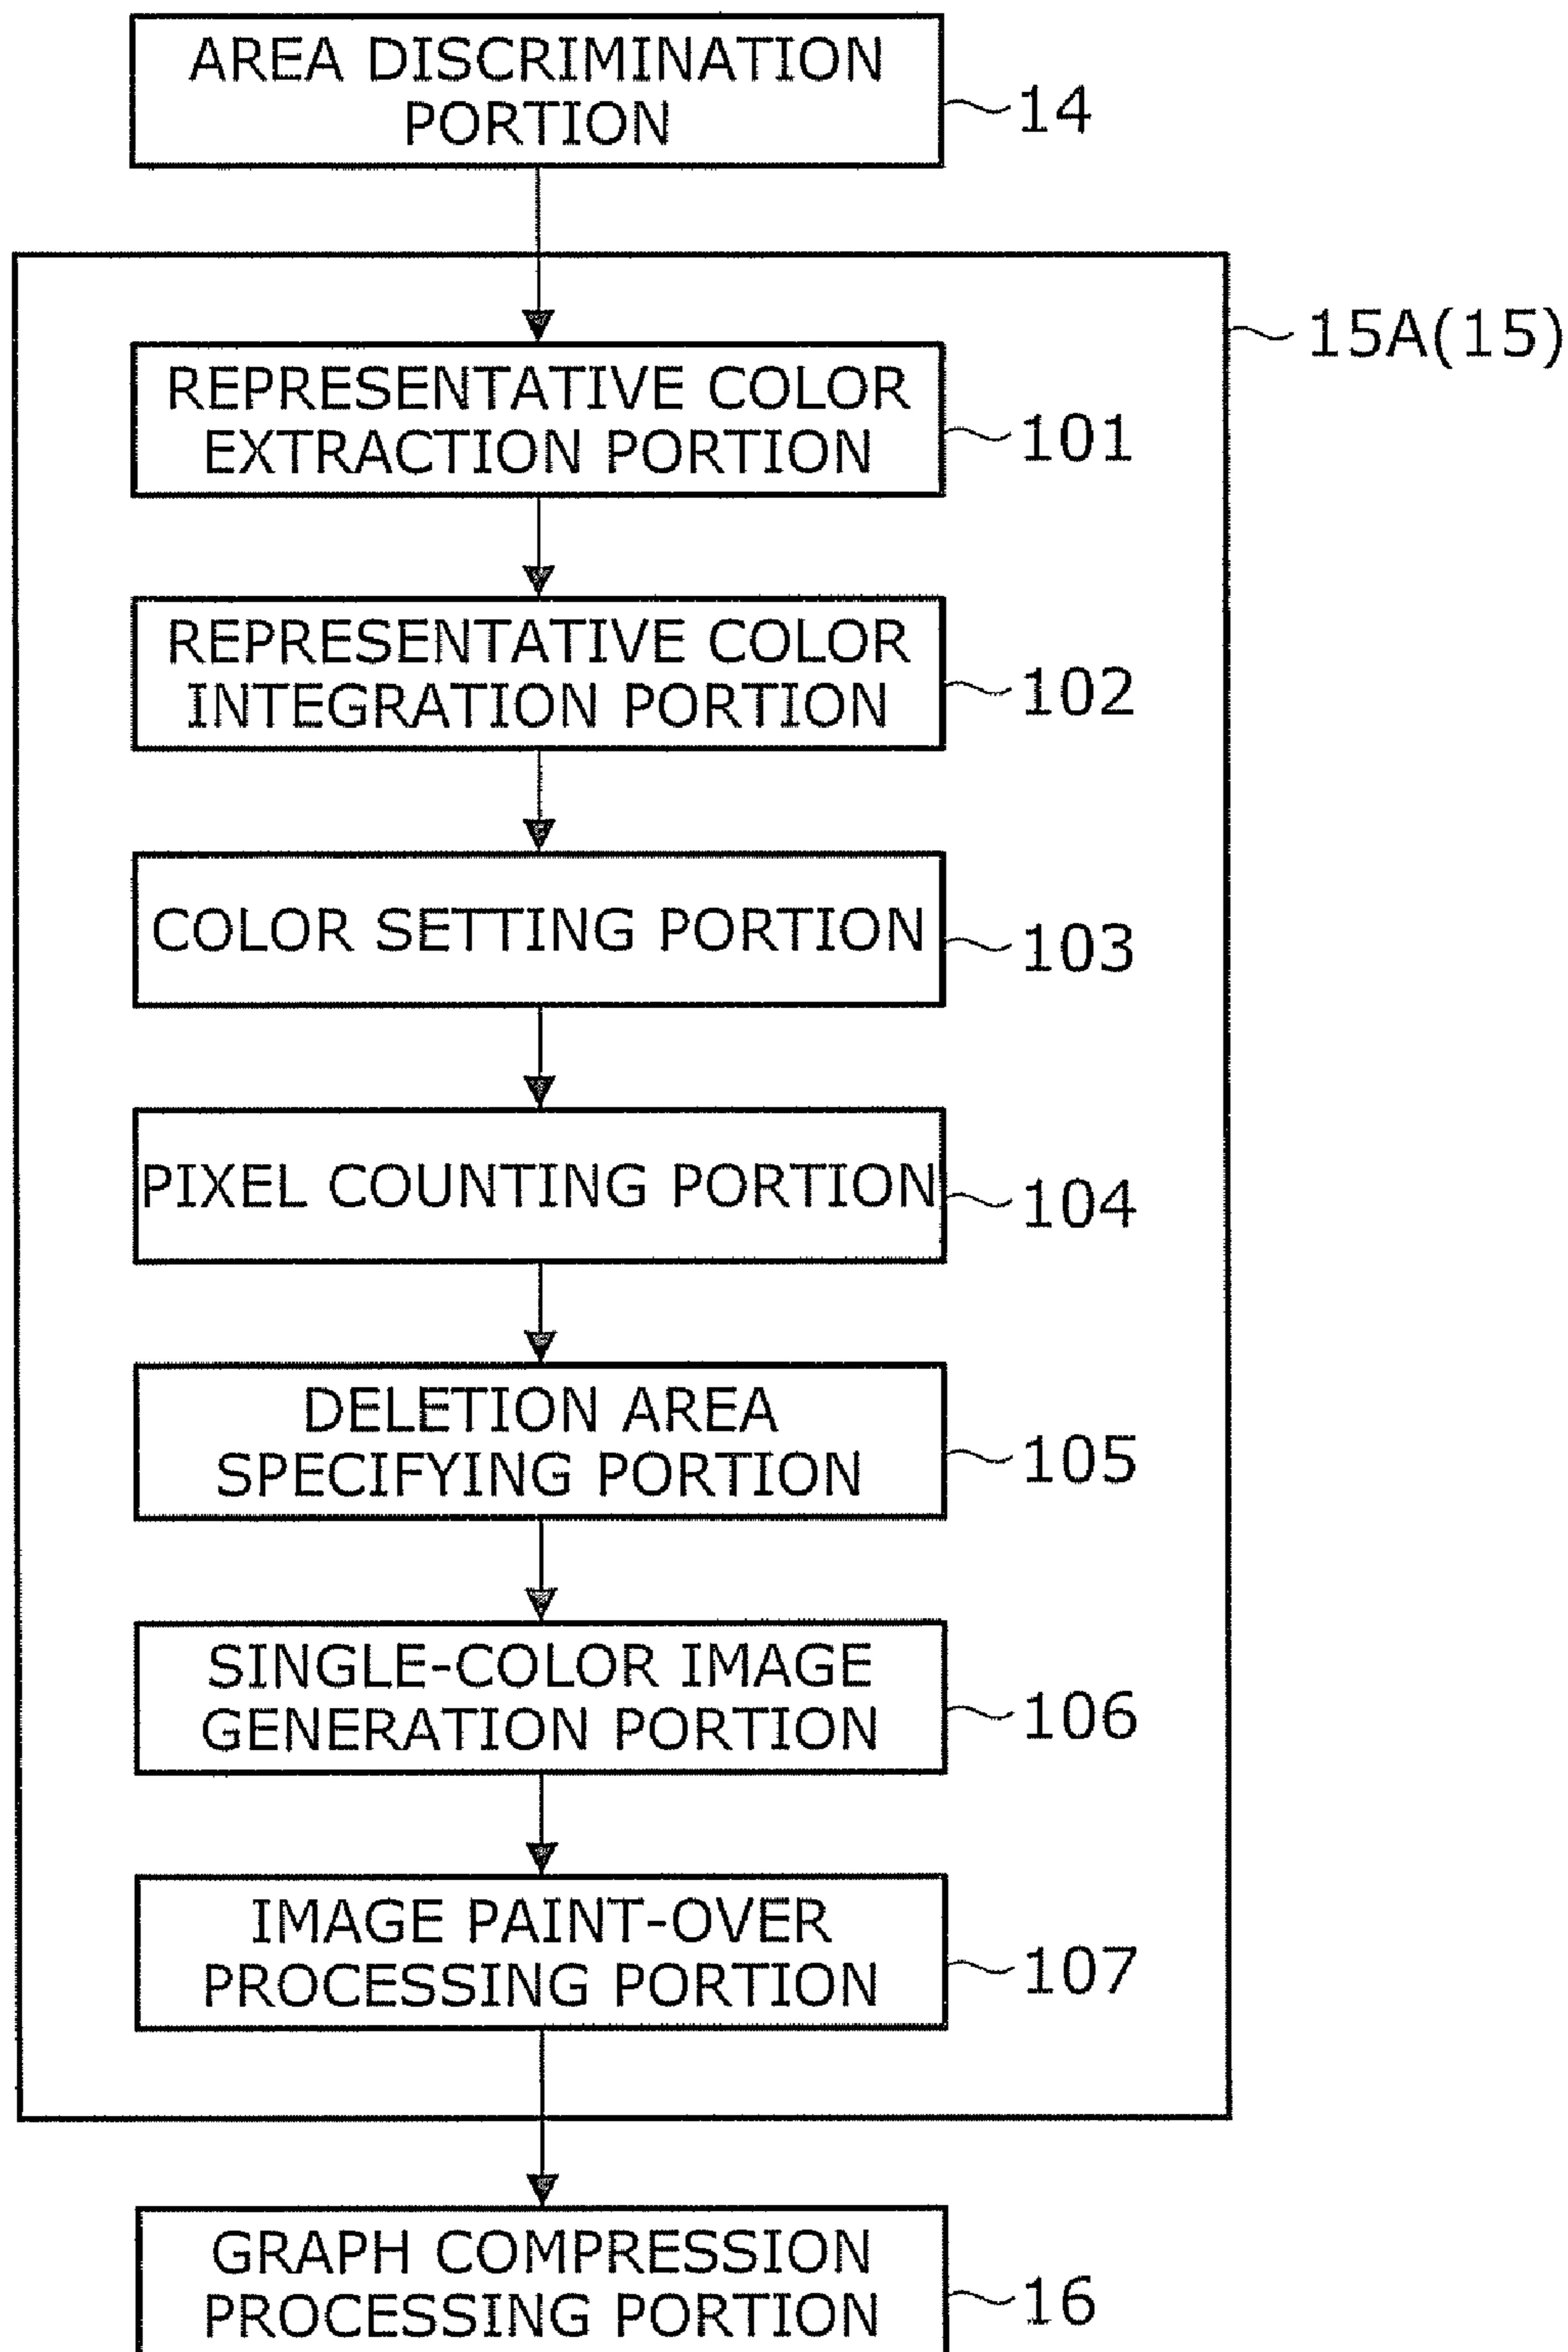 AREA DISCRIMINATION
PORTION
14
15A(15)
REPRESENTATIVE COLOR
EXTRACTION PORTION
101
REPRESENTATIVE COLOR
INTEGRATION PORTION
102
COLOR SETTING PORTION
103
PIXEL COUNTING PORTION
104
DELETION AREA
SPECIFYING PORTION
105
SINGLE-COLOR IMAGE
GENERATION PORTION
106
IMAGE PAINT-OVER
PROCESSING PORTION
107
GRAPH COMPRESSION
PROCESSING PORTION
16